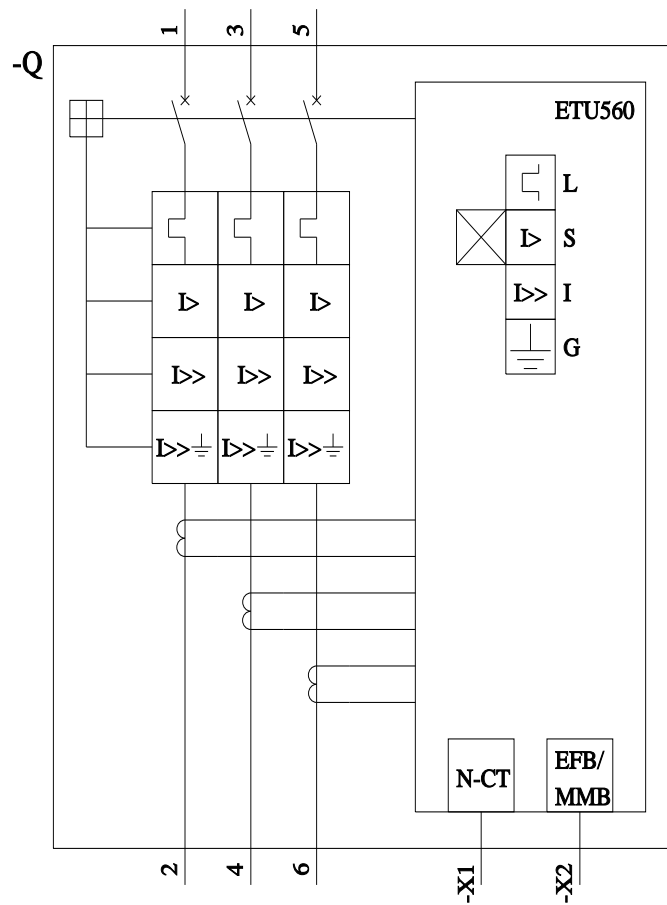 1 3 5
-Q
ETU560
L
I> S
I>> I
G
I> I> I>
I>> I>> I>>
I>> I>> I>>
N-CT
EFB/
MMB
2 4 6 -X1 -X2